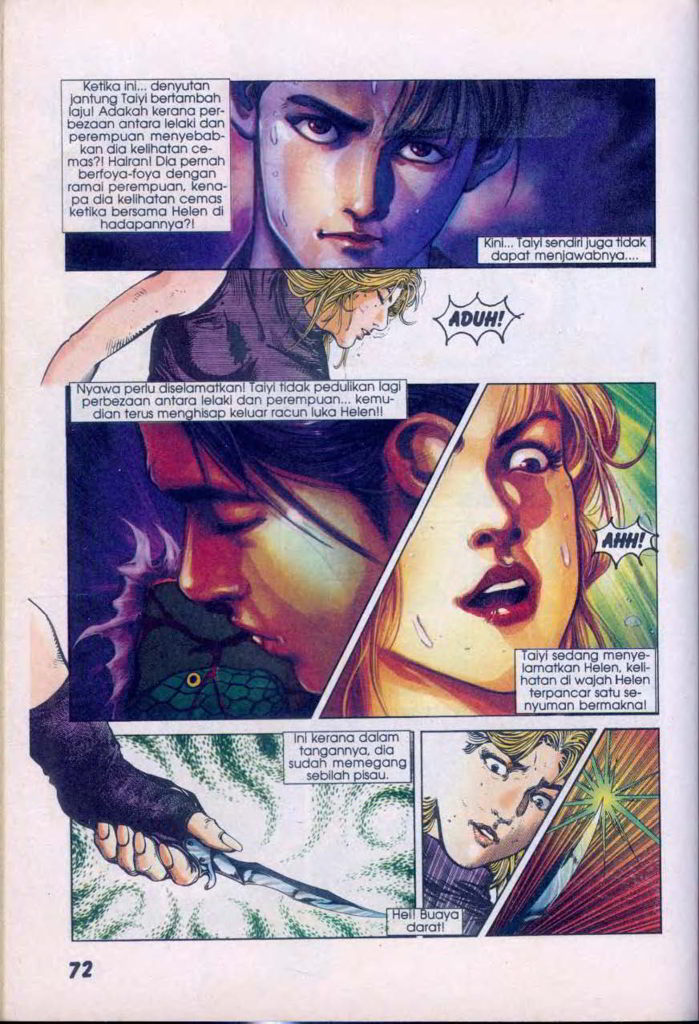 Ketika ini... denyutan
jantung Taiyi bertambah
laju! Adakah kerana per-
bezaan antara lelaki dan
perempuan menyebab-
kan dia kelihatan ce-
mas?! Hairan! Dia pernah
berfoya-foya dengan
ramai perempuan, kena-
pa dia kelihatan cemas
ketika bersama Helen di
hadapannya?!
Kini... Taiyi sendiri juga tidak
dapat menjawabnya....
ADUH!
Nyawa perlu diselamatkan! Taiyi tidak pedulikan lagi
perbezaan antara lelaki dan perempuan... kemu-
dian terus menghisap keluar racun luka Helen!!
AHH!
Taiyi sedang menye-
lamatkan Helen, keli-
hatan di wajah Helen
terpancar satu se-
nyuman bermakna!
Ini kerana dalam
tangannya, dia
sudah memegang
sebilah pisau.
Hei! Buaya
darat!
72